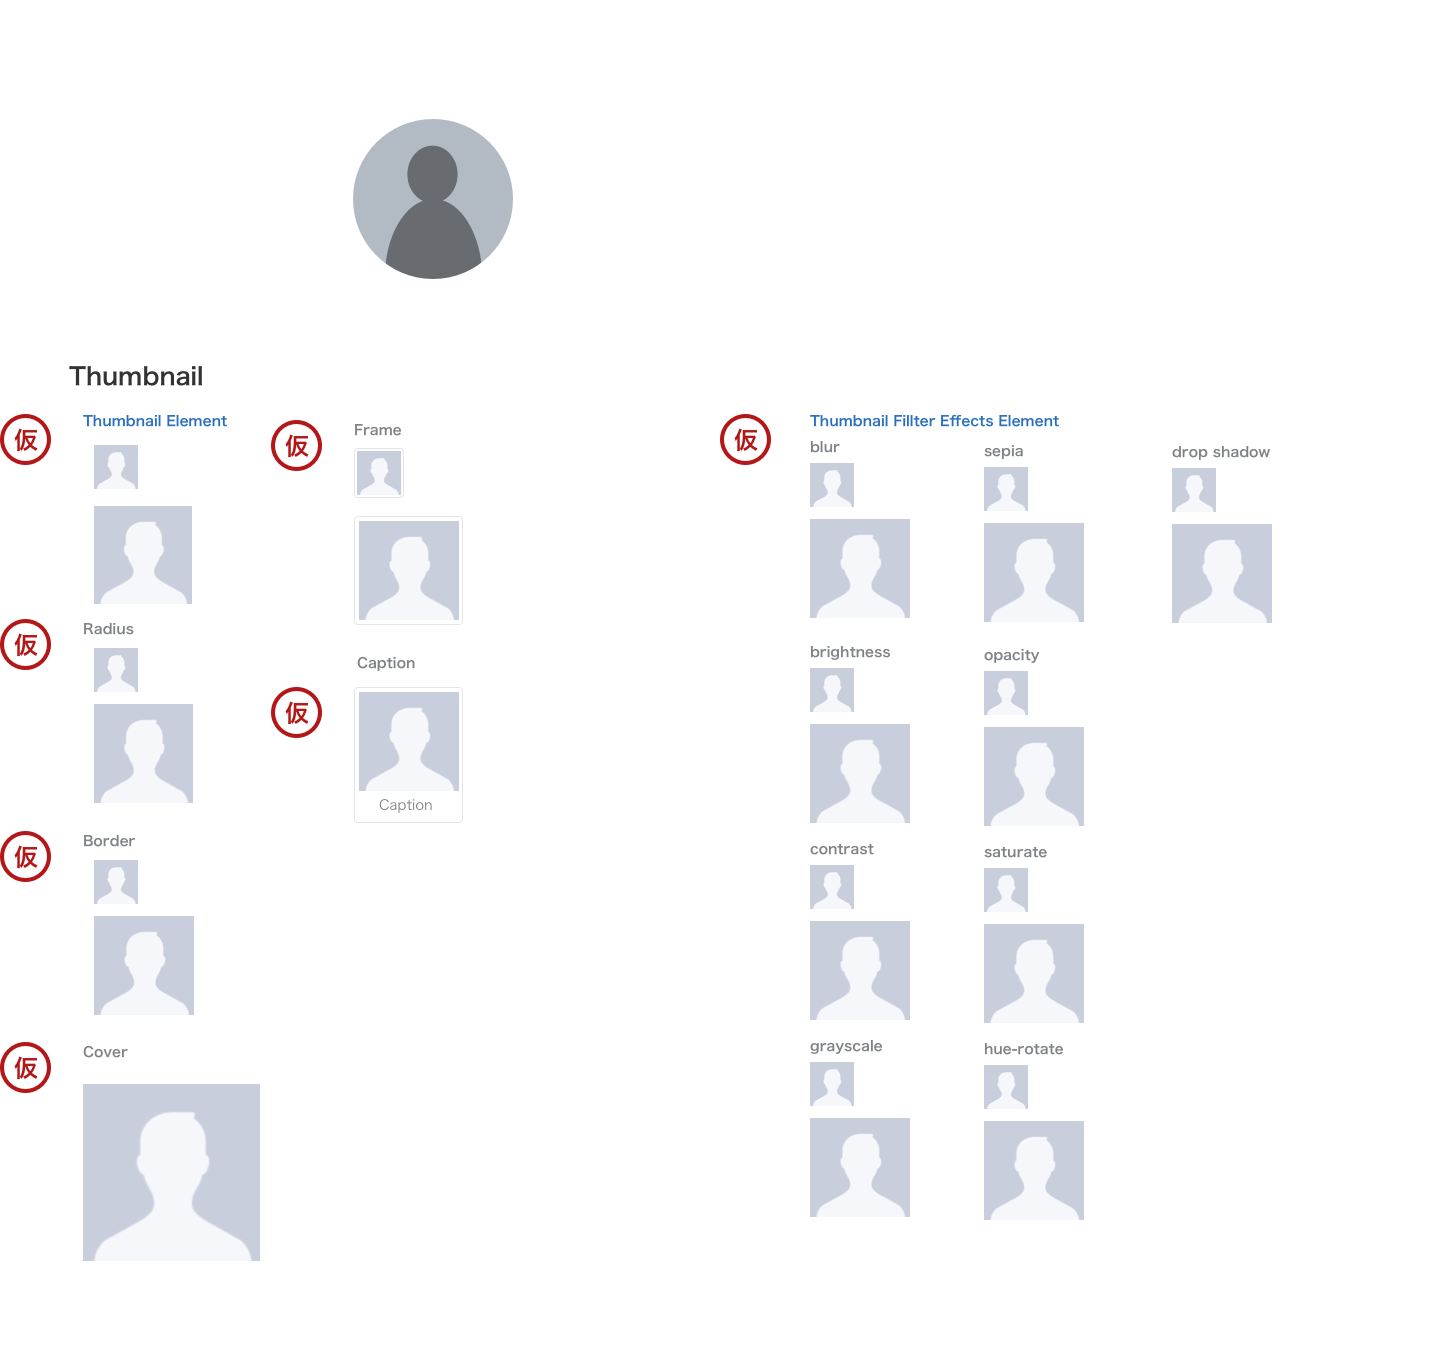 Thumbnail
仮
Thumbnail Element
仮
Radius
仮
Border
仮
Cover
仮
Frame
Caption
仮
Caption
仮
Thumbnail Fillter Effects Element
blur
sepia
drop shadow
brightness
opacity
contrast
saturate
grayscale
hue-rotate